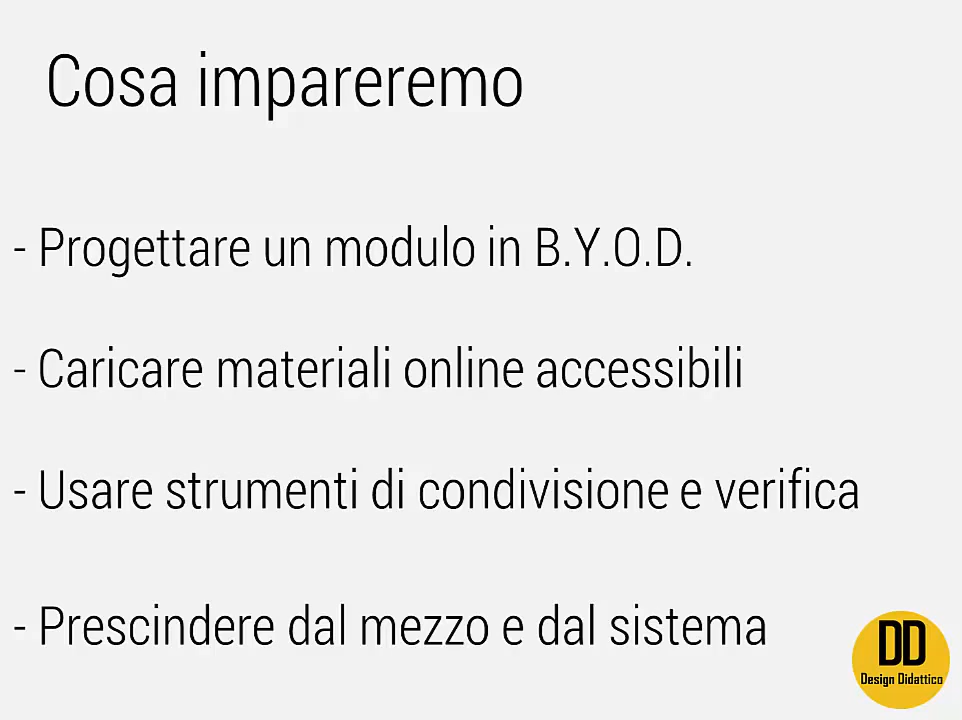 Cosa impareremo
- Progettare un modulo in B.Y.O.D.
- Caricare materiali online accessibili
- Usare strumenti di condivisione e verifica
- Prescindere dal mezzo e dal sistema
DD
Design Didattico